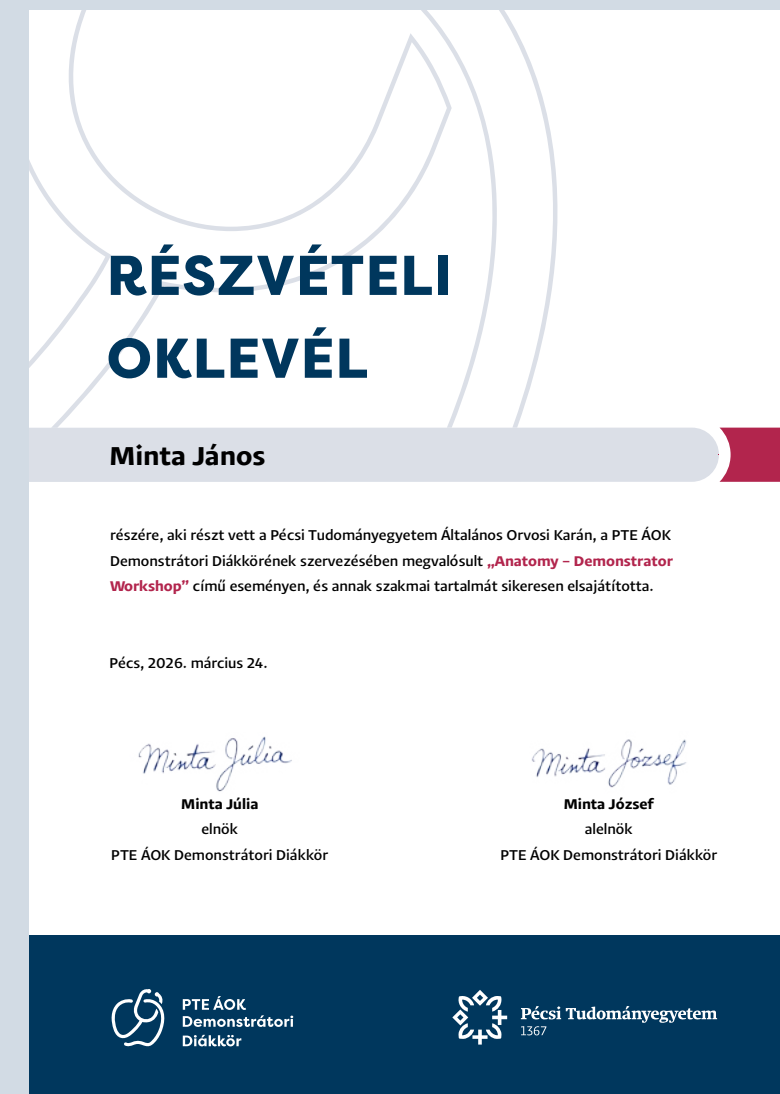 RÉSZVÉTELI
OKLEVÉL
Minta János
részére, aki részt vett a Pécsi Tudományegyetem Általános Orvosi Karán, a PTE ÁOK
Demonstrátori Diákkörének szervezésében megvalósult „Anatomy – Demonstrator
Workshop” című eseményen, és annak szakmai tartalmát sikeresen elsajátította.
Pécs, 2026. március 24.
Minta Júlia
Minta József
Minta Júlia
Minta József
elnök
alelnök
PTE ÁOK Demonstrátori Diákkör
PTE ÁOK Demonstrátori Diákkör
PTE ÁOK
Demonstrátori
Diákkör
Pécsi Tudományegyetem
1367